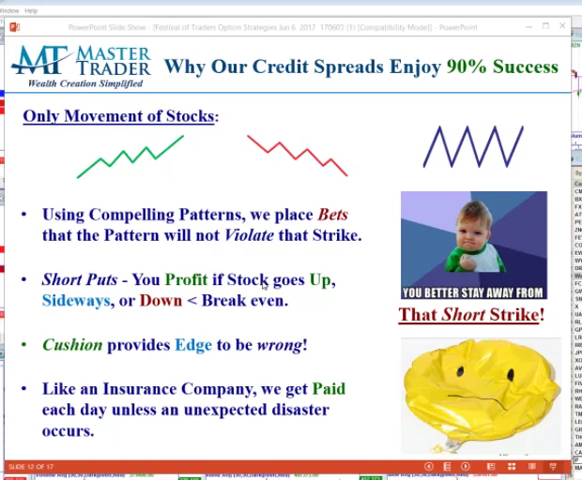 Window Help
PowerPoint Slide Show - [Festival of Traders Option Strategies Jun 6 2017 170603 (1) [Compatibility Mode]] - PowerPoint
MT MASTER TRADER
Wealth Creation Simplified
Why Our Credit Spreads Enjoy 90% Success
Only Movement of Stocks:
• Using Compelling Patterns, we place Bets
that the Pattern will not Violate that Strike.
• Short Puts - You Profit if Stock goes Up,
Sideways, or Down < Break even.
• Cushion provides Edge to be wrong!
• Like an Insurance Company, we get Paid
each day unless an unexpected disaster
occurs.
YOU BETTER STAY AWAY FROM
That Short Strike!
SLIDE 12 OF 17